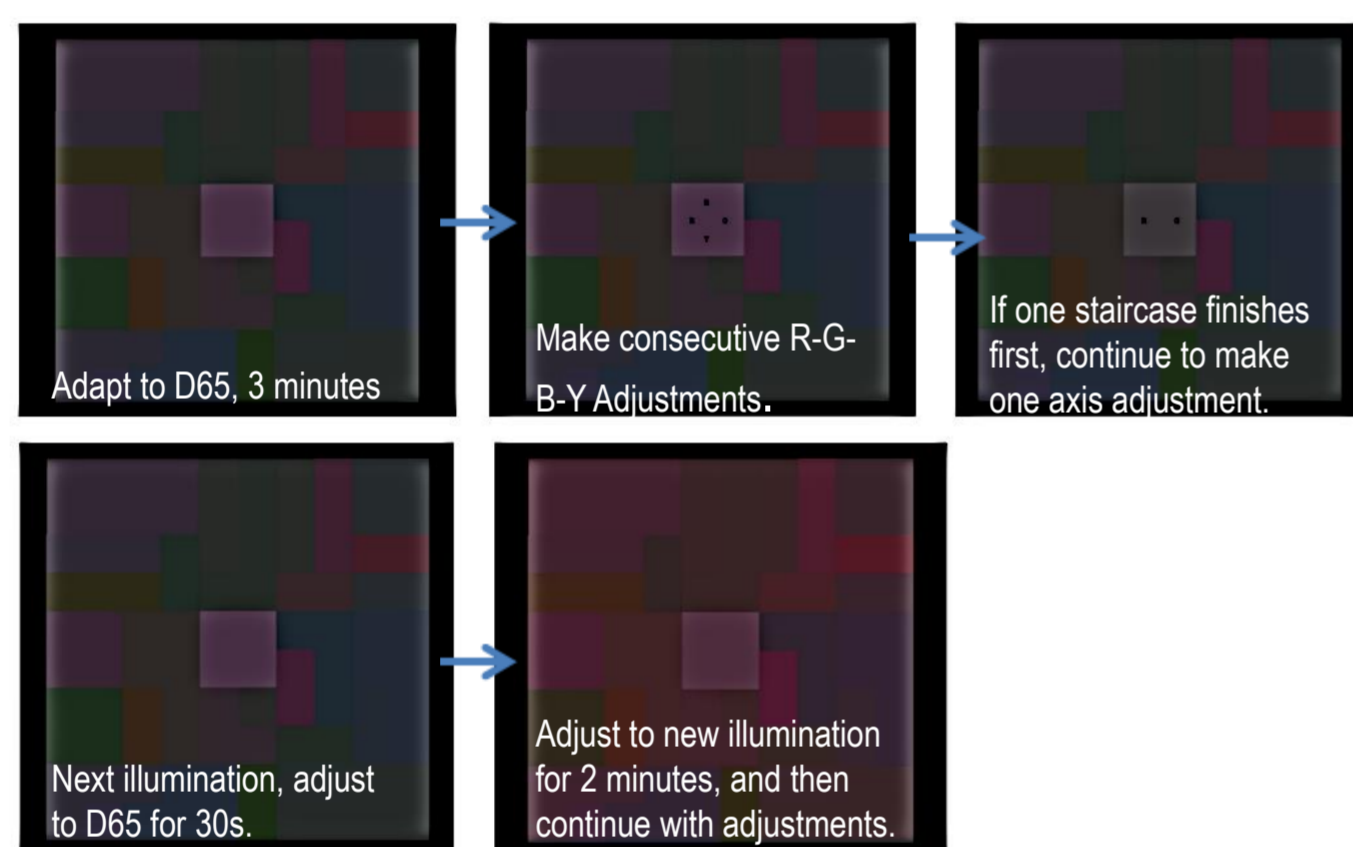 Adapt to D65, 3 minutes
B
R G
Y
Make consecutive R-G-
B-Y Adjustments.
R G
If one staircase finishes
first, continue to make
one axis adjustment.
Next illumination, adjust
to D65 for 30s.
Adjust to new illumination
for 2 minutes, and then
continue with adjustments.